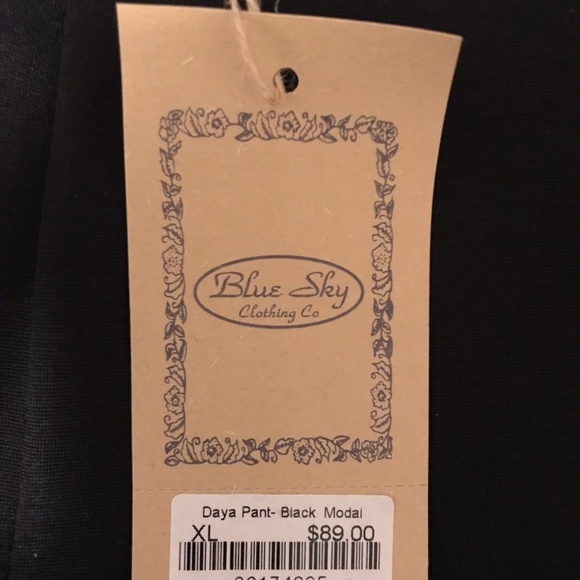 Blue Sky
Clothing Co
Daya Pant- Black Modal
XL $89.00